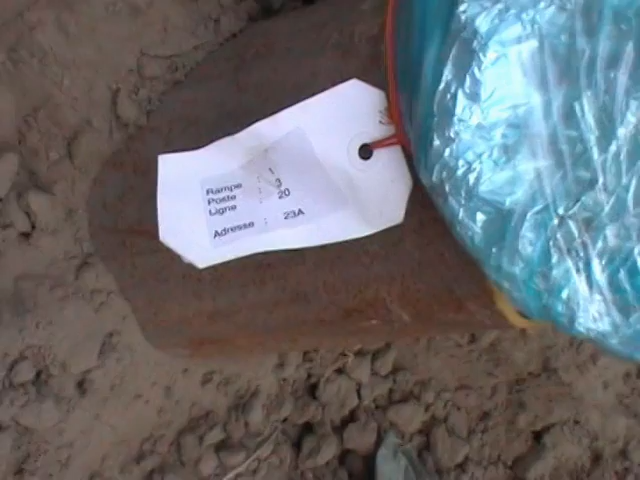 Rampe : 1
Poste : 3
Ligne 20
Adresse : 23A